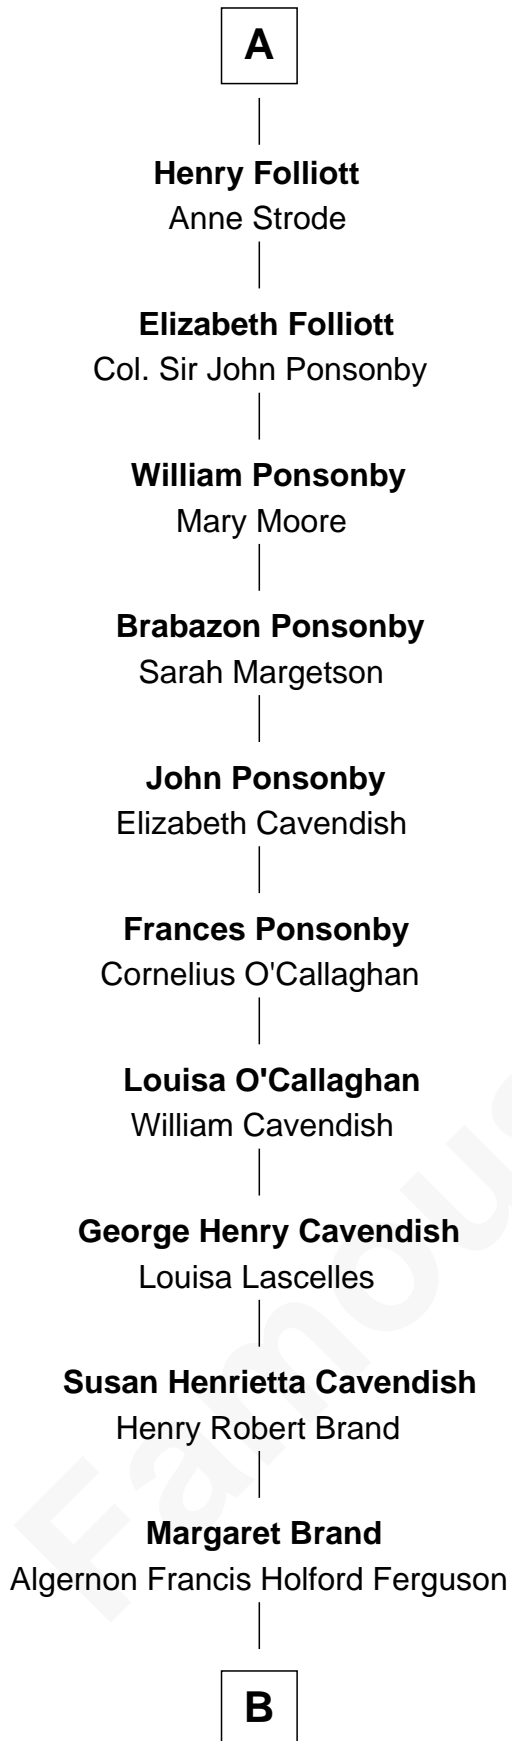 A
Henry Folliott
Anne Strode
Elizabeth Folliott
Col. Sir John Ponsonby
William Ponsonby
Mary Moore
Brabazon Ponsonby
Sarah Margetson
John Ponsonby
Elizabeth Cavendish
Frances Ponsonby
Cornelius O'Callaghan
Louisa O'Callaghan
William Cavendish
George Henry Cavendish
Louisa Lascelles
Susan Henrietta Cavendish
Henry Robert Brand
Margaret Brand
Algernon Francis Holford Ferguson
B
Famous